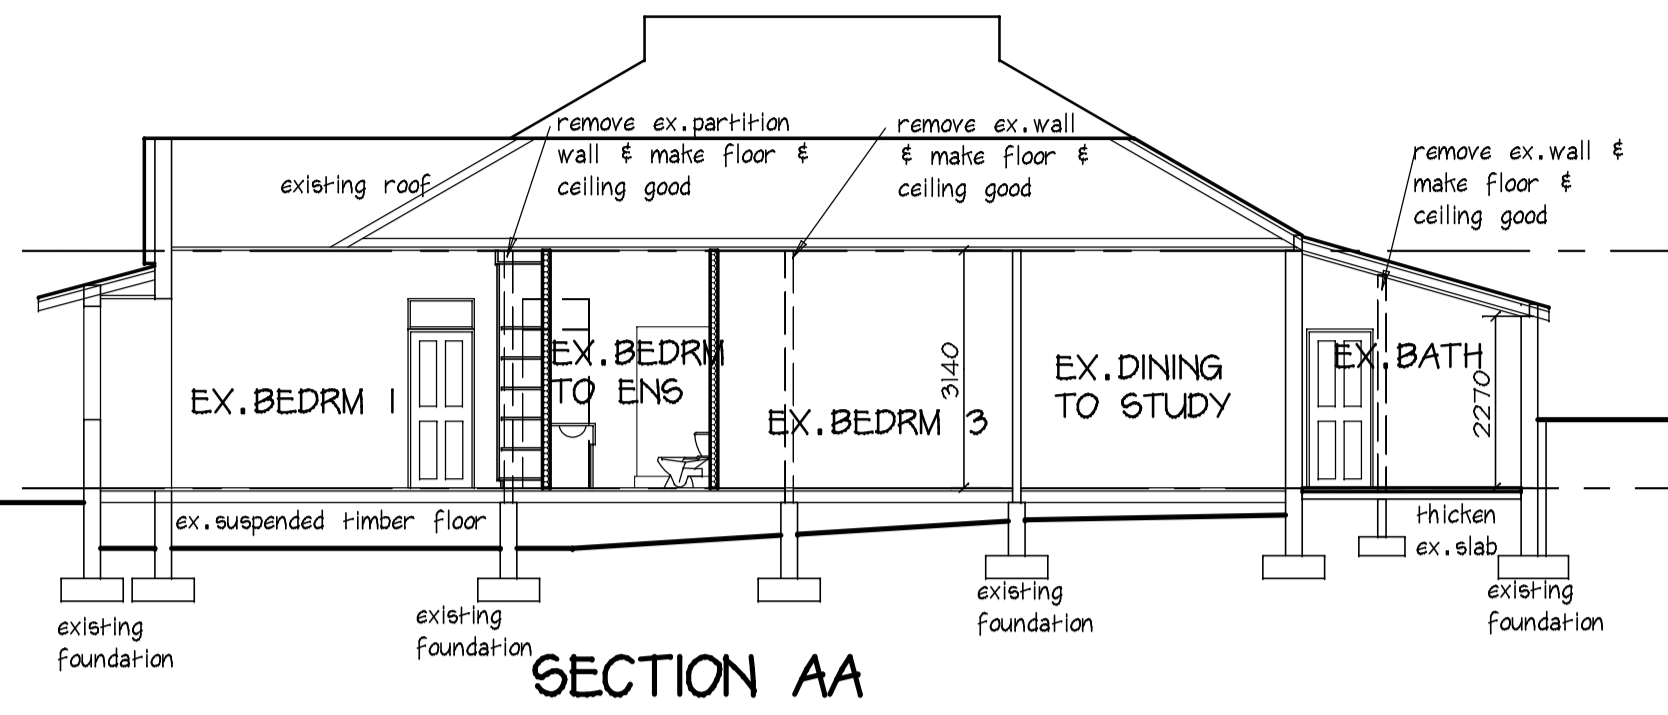 remove ex.partition
wall & make floor &
ceiling good
remove ex.wall
& make floor &
ceiling good
remove ex.wall &
make floor &
ceiling good
existing roof
EX.BEDRM 1
EX.BEDRM
TO ENS
EX.BEDRM 3
3140
EX.DINING
TO STUDY
EX.BATH
2270
ex.suspended timber floor
thicken
ex.slab
existing
foundation
existing
foundation
existing
foundation
existing
foundation
SECTION AA